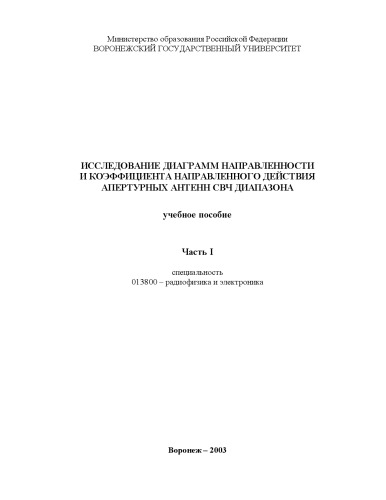 Министерство образования Российской Федерации
ВОРОНЕЖСКИЙ ГОСУДАРСТВЕННЫЙ УНИВЕРСИТЕТ
ИССЛЕДОВАНИЕ ДИАГРАММ НАПРАВЛЕННОСТИ
И КОЭФФИЦИЕНТА НАПРАВЛЕННОГО ДЕЙСТВИЯ
АПЕРТУРНЫХ АНТЕНН СВЧ ДИАПАЗОНА
учебное пособие
Часть I
специальность
013800 – радиофизика и электроника
Воронеж – 2003